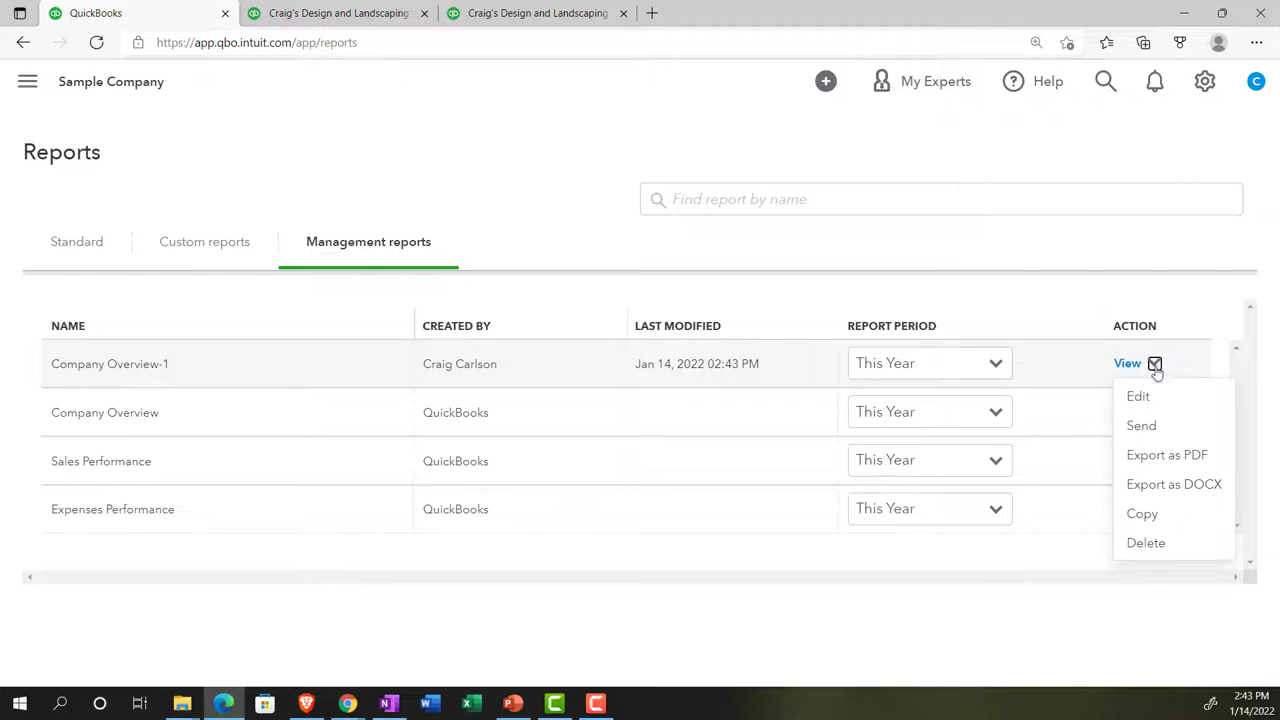 QuickBooks
Craig's Design and Landscaping
Craig's Design and Landscaping
https://app.qbo.intuit.com/app/reports
Sample Company
My Experts
Help
C
Reports
Find report by name
Standard
Custom reports
Management reports
NAME CREATED BY LAST MODIFIED REPORT PERIOD ACTION
Company Overview-1 Craig Carlson Jan 14, 2022 02:43 PM This Year View
Company Overview QuickBooks This Year
Sales Performance QuickBooks This Year
Expenses Performance QuickBooks This Year
Edit
Send
Export as PDF
Export as DOCX
Copy
Delete
2:43 PM
1/14/2022